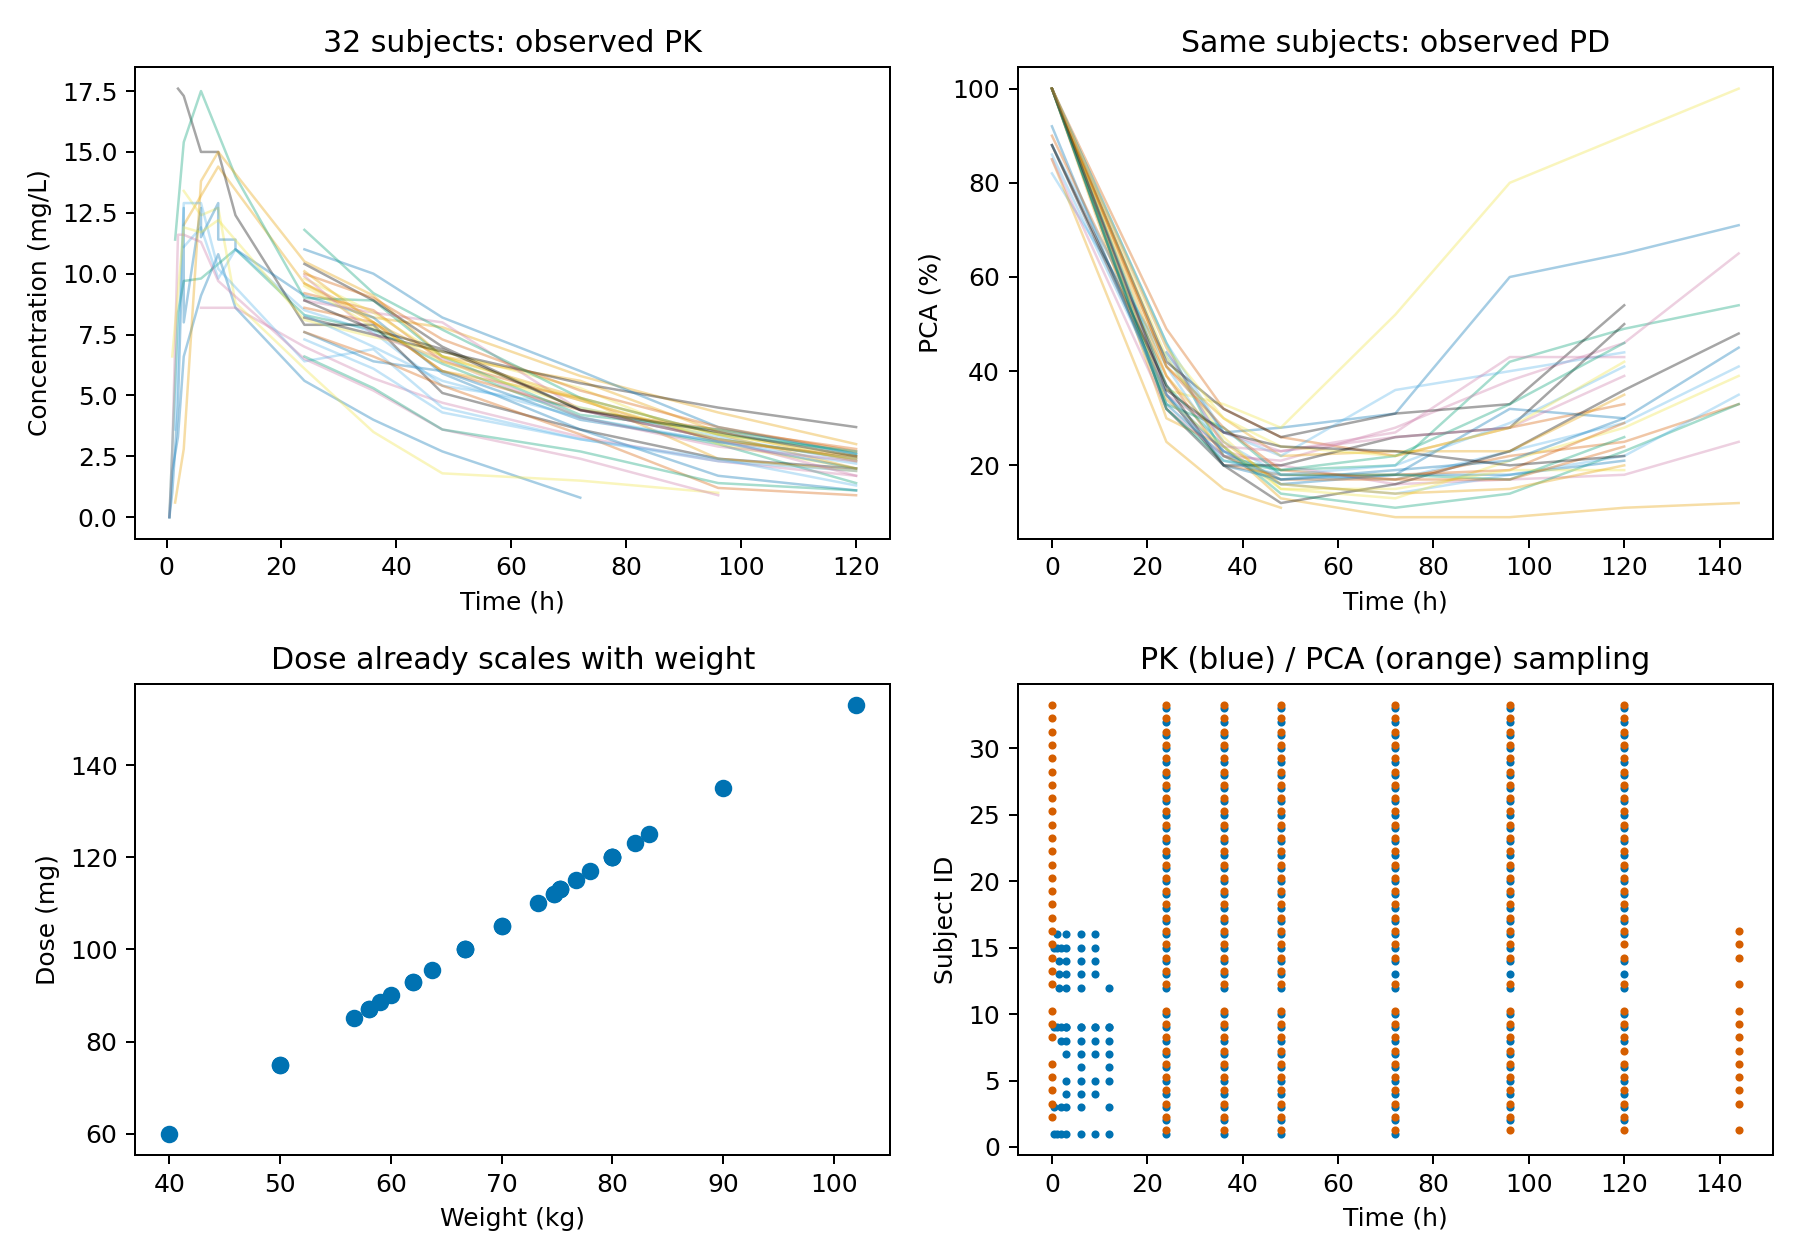 32 subjects: observed PK
17.5
15.0
12.5
10.0
7.5
5.0
2.5
0.0
Concentration (mg/L)
0 20 40 60 80 100 120
Time (h)
Same subjects: observed PD
100
80
60
40
20
PCA (%)
0 20 40 60 80 100 120 140
Time (h)
Dose already scales with weight
140
120
100
80
60
Dose (mg)
40 50 60 70 80 90 100
Weight (kg)
PK (blue) / PCA (orange) sampling
30
25
20
15
10
5
0
Subject ID
0 20 40 60 80 100 120 140
Time (h)